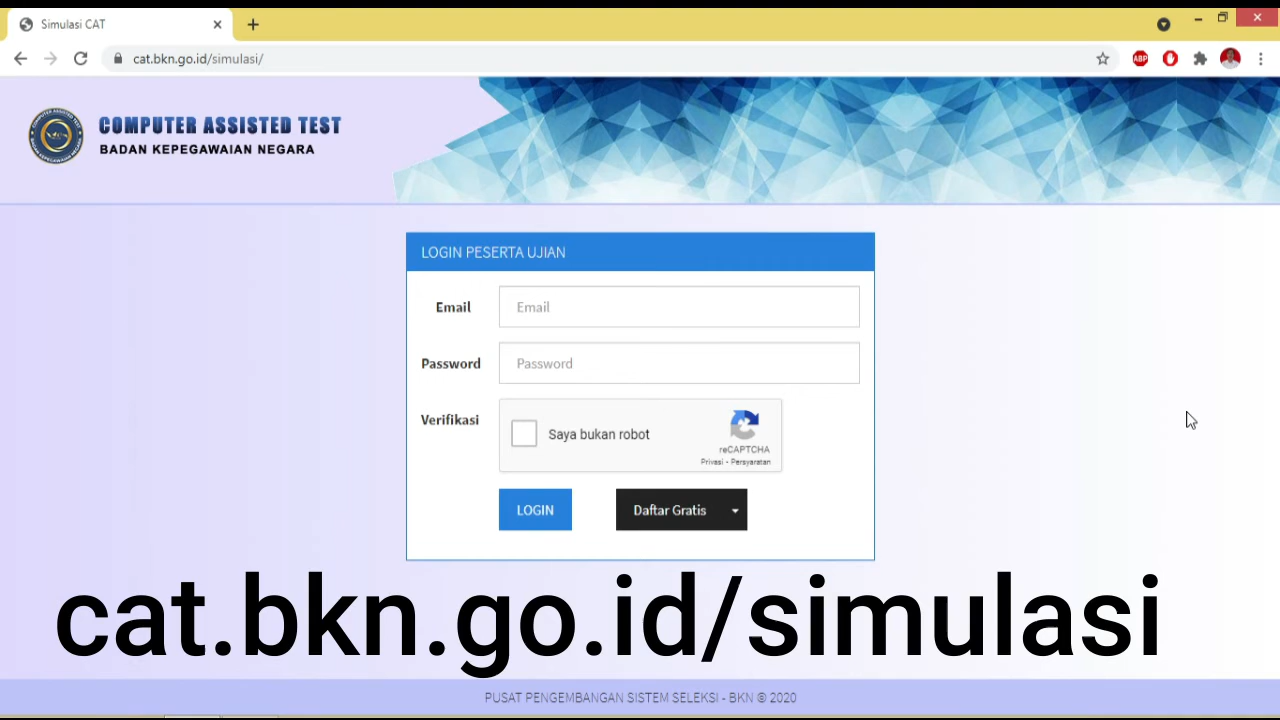 Simulasi CAT
cat.bkn.go.id/simulasi/
ABP
COMPUTER ASSISTED TEST
BADAN KEPEGAWAIAN NEGARA
LOGIN PESERTA UJIAN
Email Email
Password Password
Verifikasi
Saya bukan robot
reCAPTCHA
Privasi - Persyaratan
LOGIN Daftar Gratis
cat.bkn.go.id/simulasi
PUSAT PENGEMBANGAN SISTEM SELEKSI - BKN @ 2020